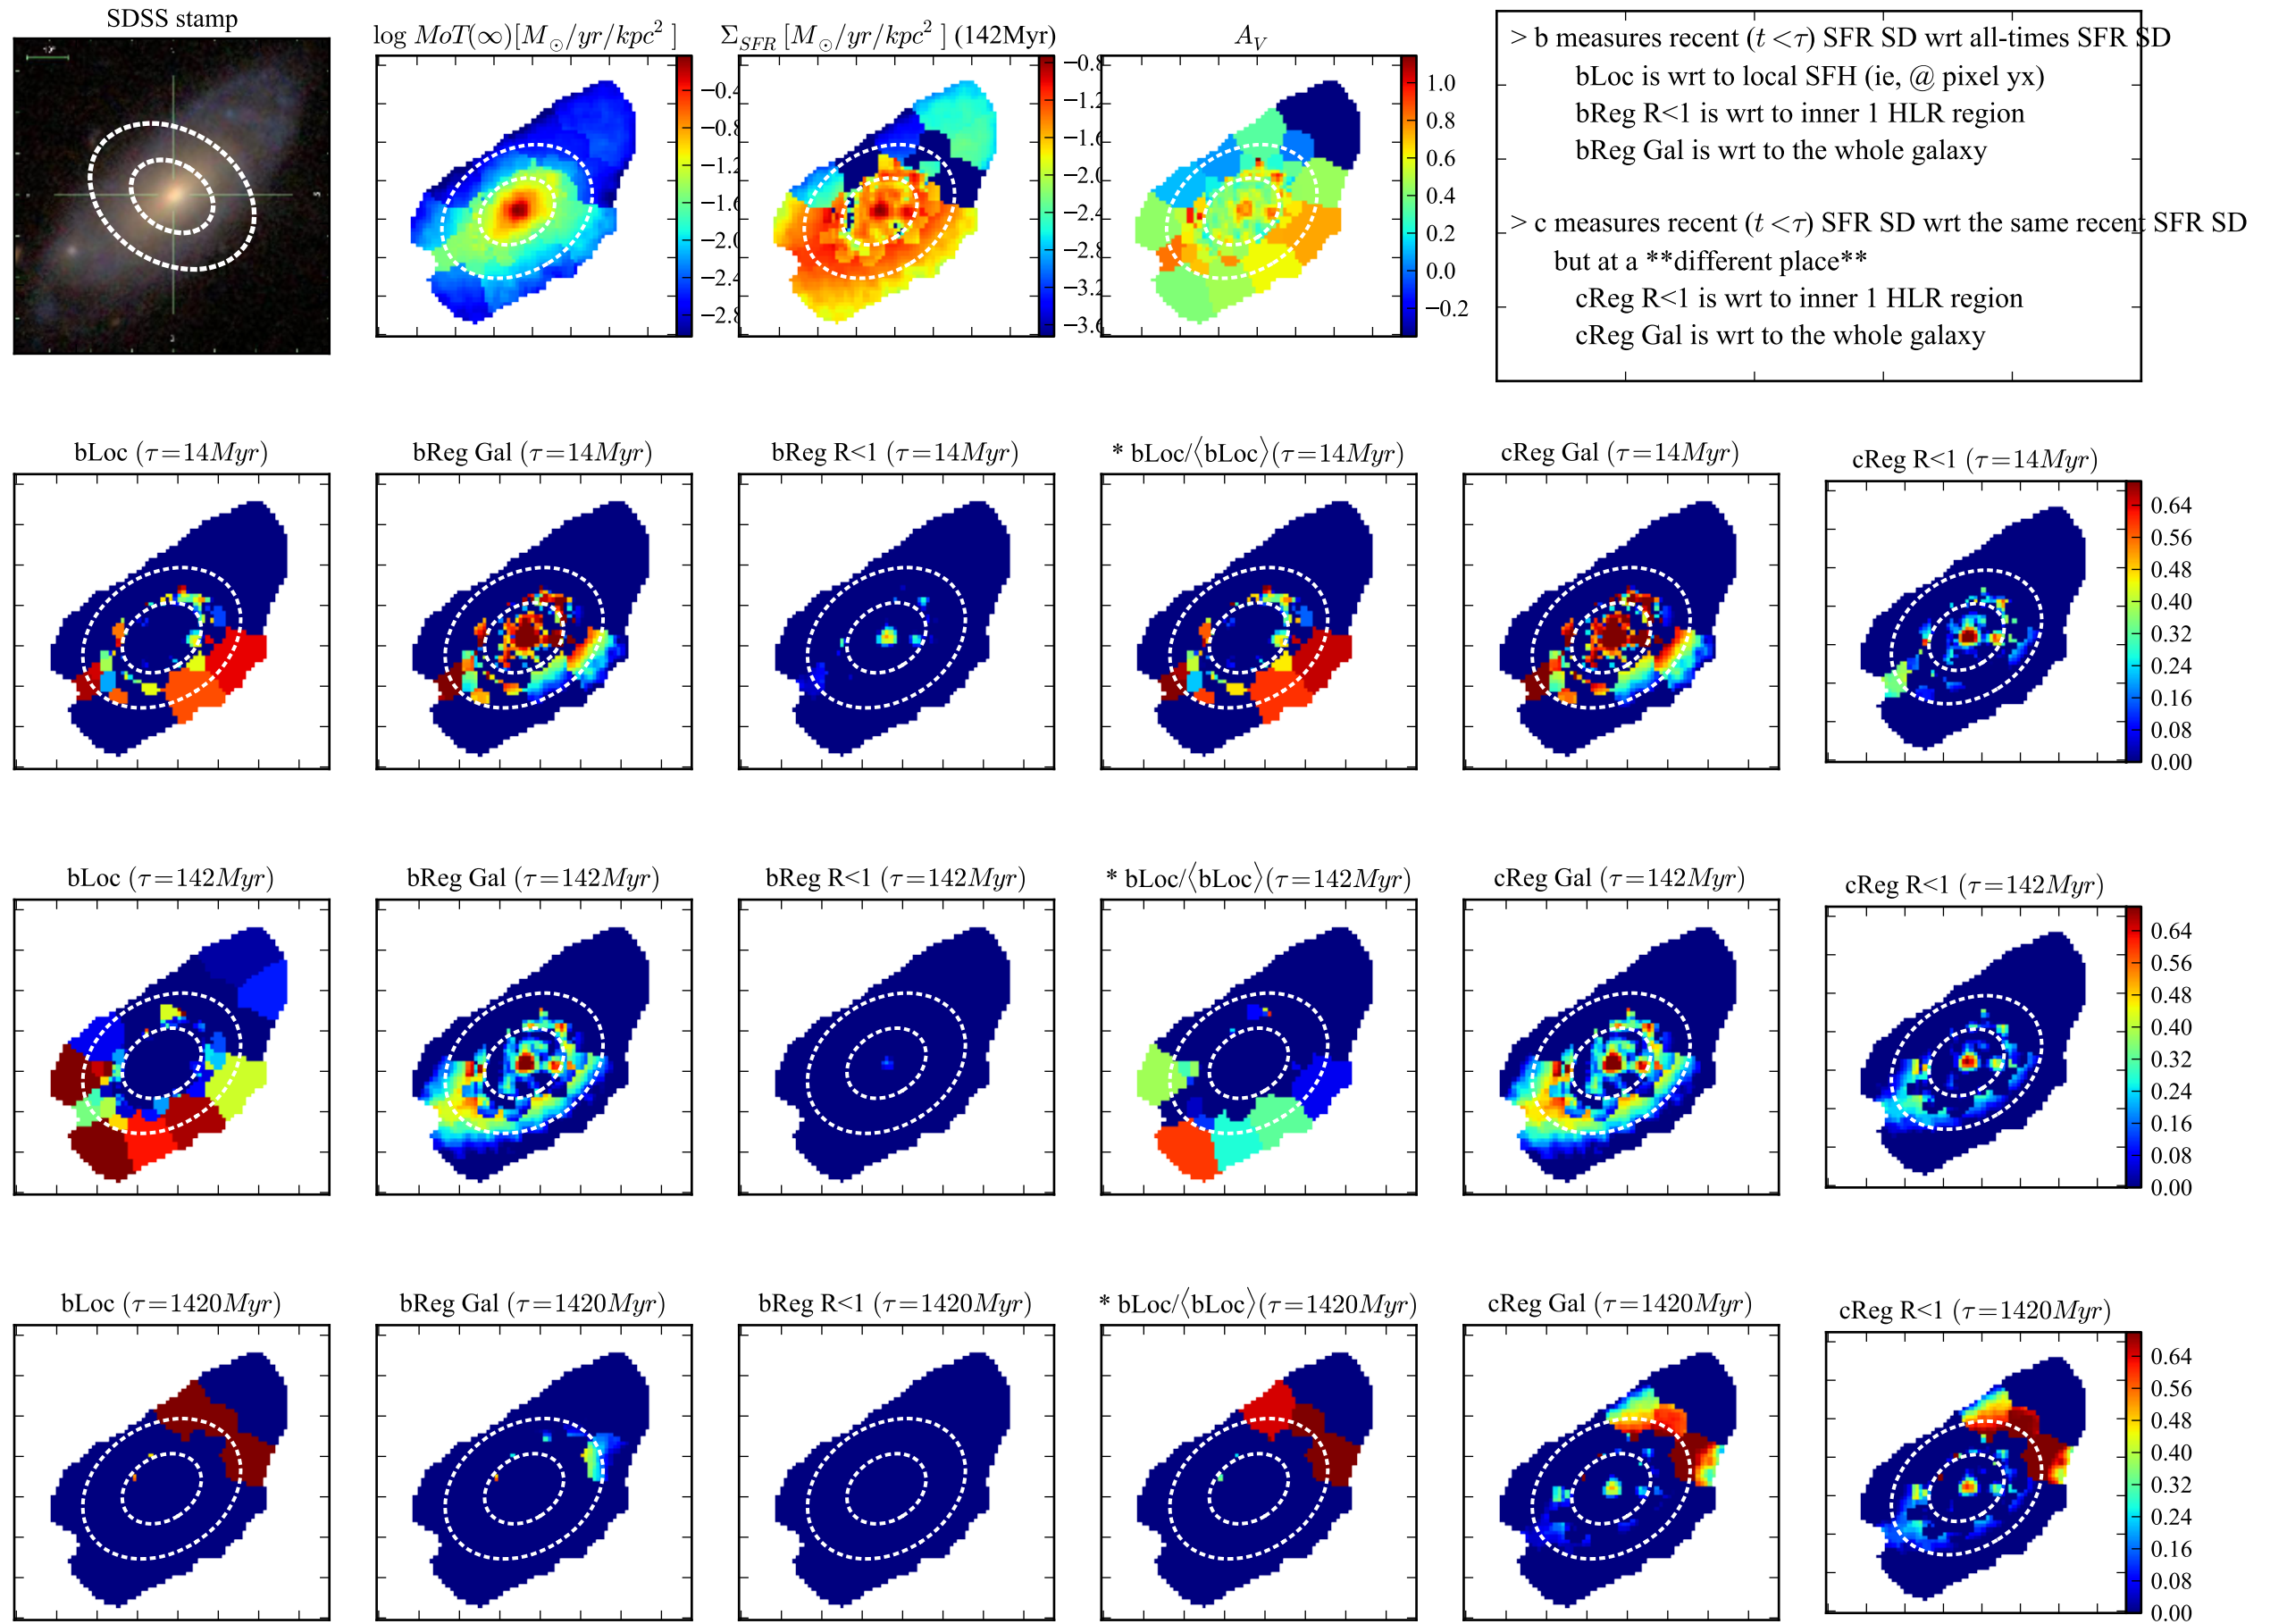 SDSS stamp
log MoT(∞)[M⊙/yr/kpc² ]
Σ_SFR [M⊙/yr/kpc² ] (142Myr)
A_V
−0.4
−0.8
−1.2
−1.6
−2.0
−2.4
−2.8
−0.8
−1.2
−1.6
−2.0
−2.4
−2.8
−3.2
−3.6
1.0
0.8
0.6
0.4
0.2
0.0
−0.2
> b measures recent (t <τ) SFR SD wrt all-times SFR SD
bLoc is wrt to local SFH (ie, @ pixel yx)
bReg R<1 is wrt to inner 1 HLR region
bReg Gal is wrt to the whole galaxy
> c measures recent (t <τ) SFR SD wrt the same recent SFR SD
but at a **different place**
cReg R<1 is wrt to inner 1 HLR region
cReg Gal is wrt to the whole galaxy
bLoc (τ=14Myr)
bReg Gal (τ=14Myr)
bReg R<1 (τ=14Myr)
* bLoc/⟨bLoc⟩(τ=14Myr)
cReg Gal (τ=14Myr)
cReg R<1 (τ=14Myr)
0.64
0.56
0.48
0.40
0.32
0.24
0.16
0.08
0.00
bLoc (τ=142Myr)
bReg Gal (τ=142Myr)
bReg R<1 (τ=142Myr)
* bLoc/⟨bLoc⟩(τ=142Myr)
cReg Gal (τ=142Myr)
cReg R<1 (τ=142Myr)
0.64
0.56
0.48
0.40
0.32
0.24
0.16
0.08
0.00
bLoc (τ=1420Myr)
bReg Gal (τ=1420Myr)
bReg R<1 (τ=1420Myr)
* bLoc/⟨bLoc⟩(τ=1420Myr)
cReg Gal (τ=1420Myr)
cReg R<1 (τ=1420Myr)
0.64
0.56
0.48
0.40
0.32
0.24
0.16
0.08
0.00